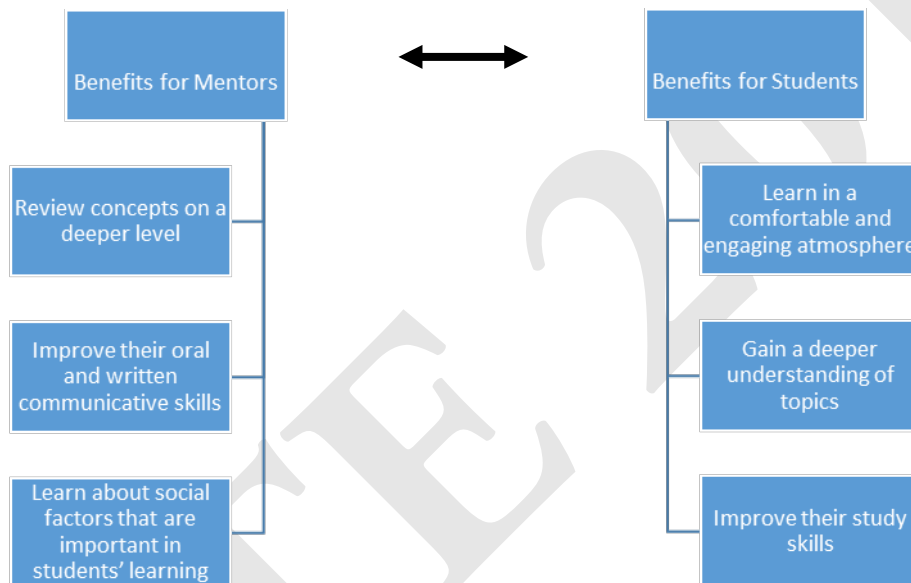 Benefits for Mentors
Review concepts on a
deeper level
Improve their oral
and written
communicative skills
Learn about social
factors that are
important in
students’ learning
Benefits for Students
Learn in a
comfortable and
engaging atmosphere
Gain a deeper
understanding of
topics
Improve their study
skills